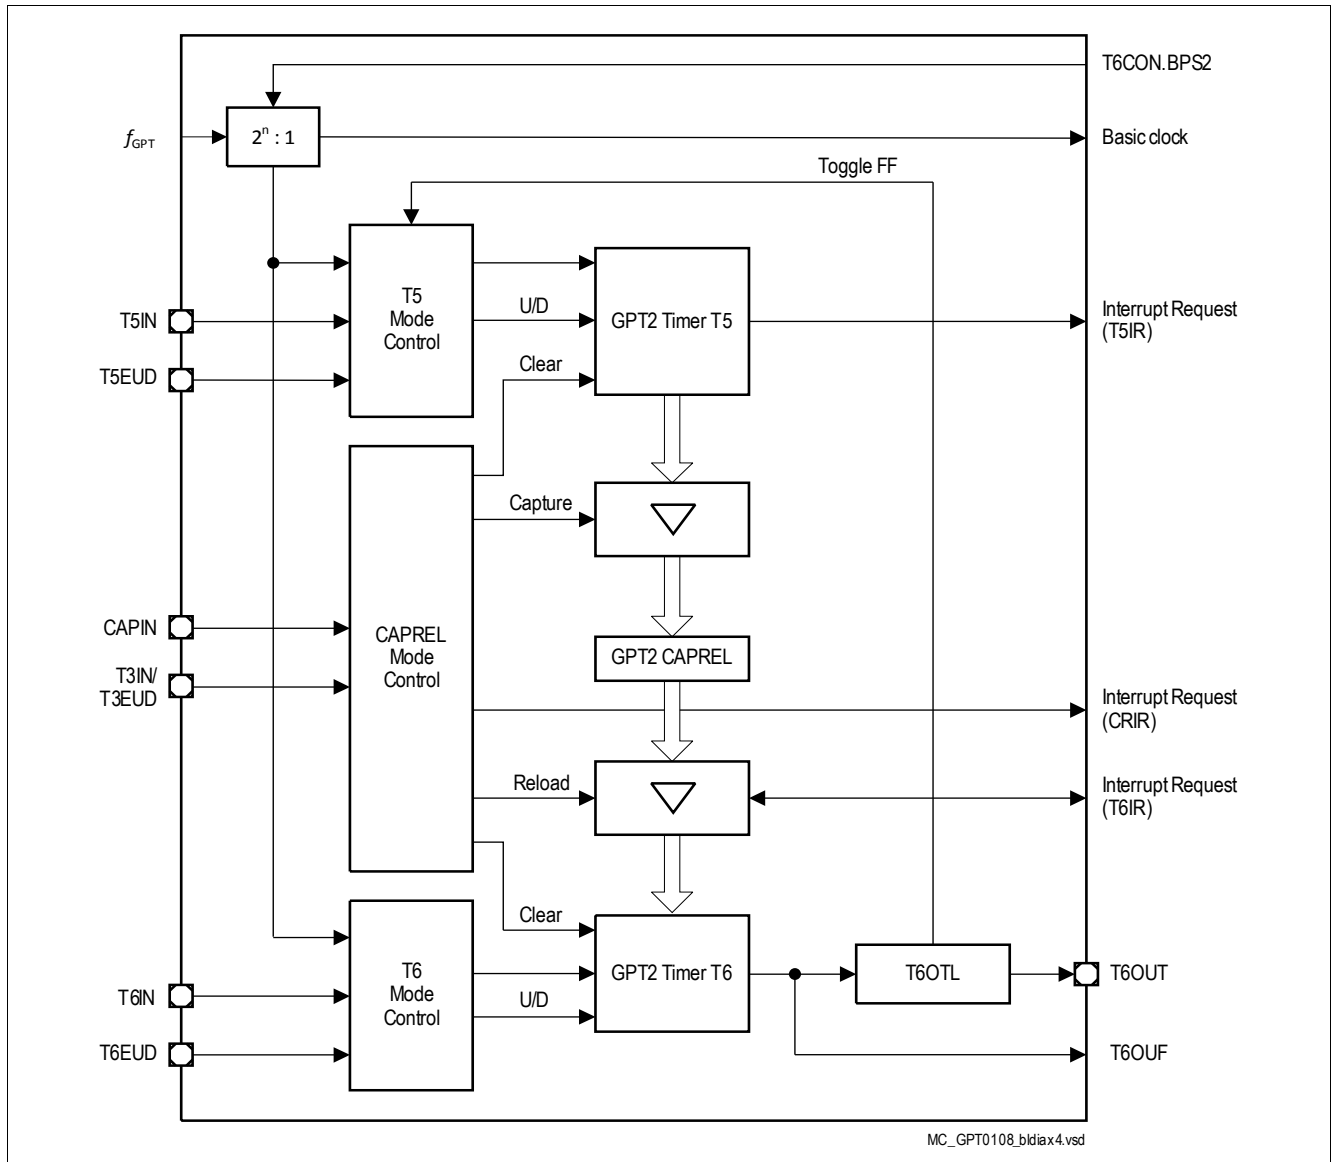 T6CON.BPS2
fGPT
2ⁿ : 1
Basic clock
Toggle FF
T5
Mode
Control
U/D
GPT2 Timer T5
Interrupt Request
(T5IR)
T5IN
T5EUD
Clear
Capture
CAPIN
T3IN/
T3EUD
CAPREL
Mode
Control
GPT2 CAPREL
Interrupt Request
(CRIR)
Reload
Interrupt Request
(T6IR)
Clear
T6
Mode
Control
U/D
GPT2 Timer T6
T6OTL
T6OUT
T6IN
T6EUD
T6OUF
MC_GPT0108_bldiax4.vsd